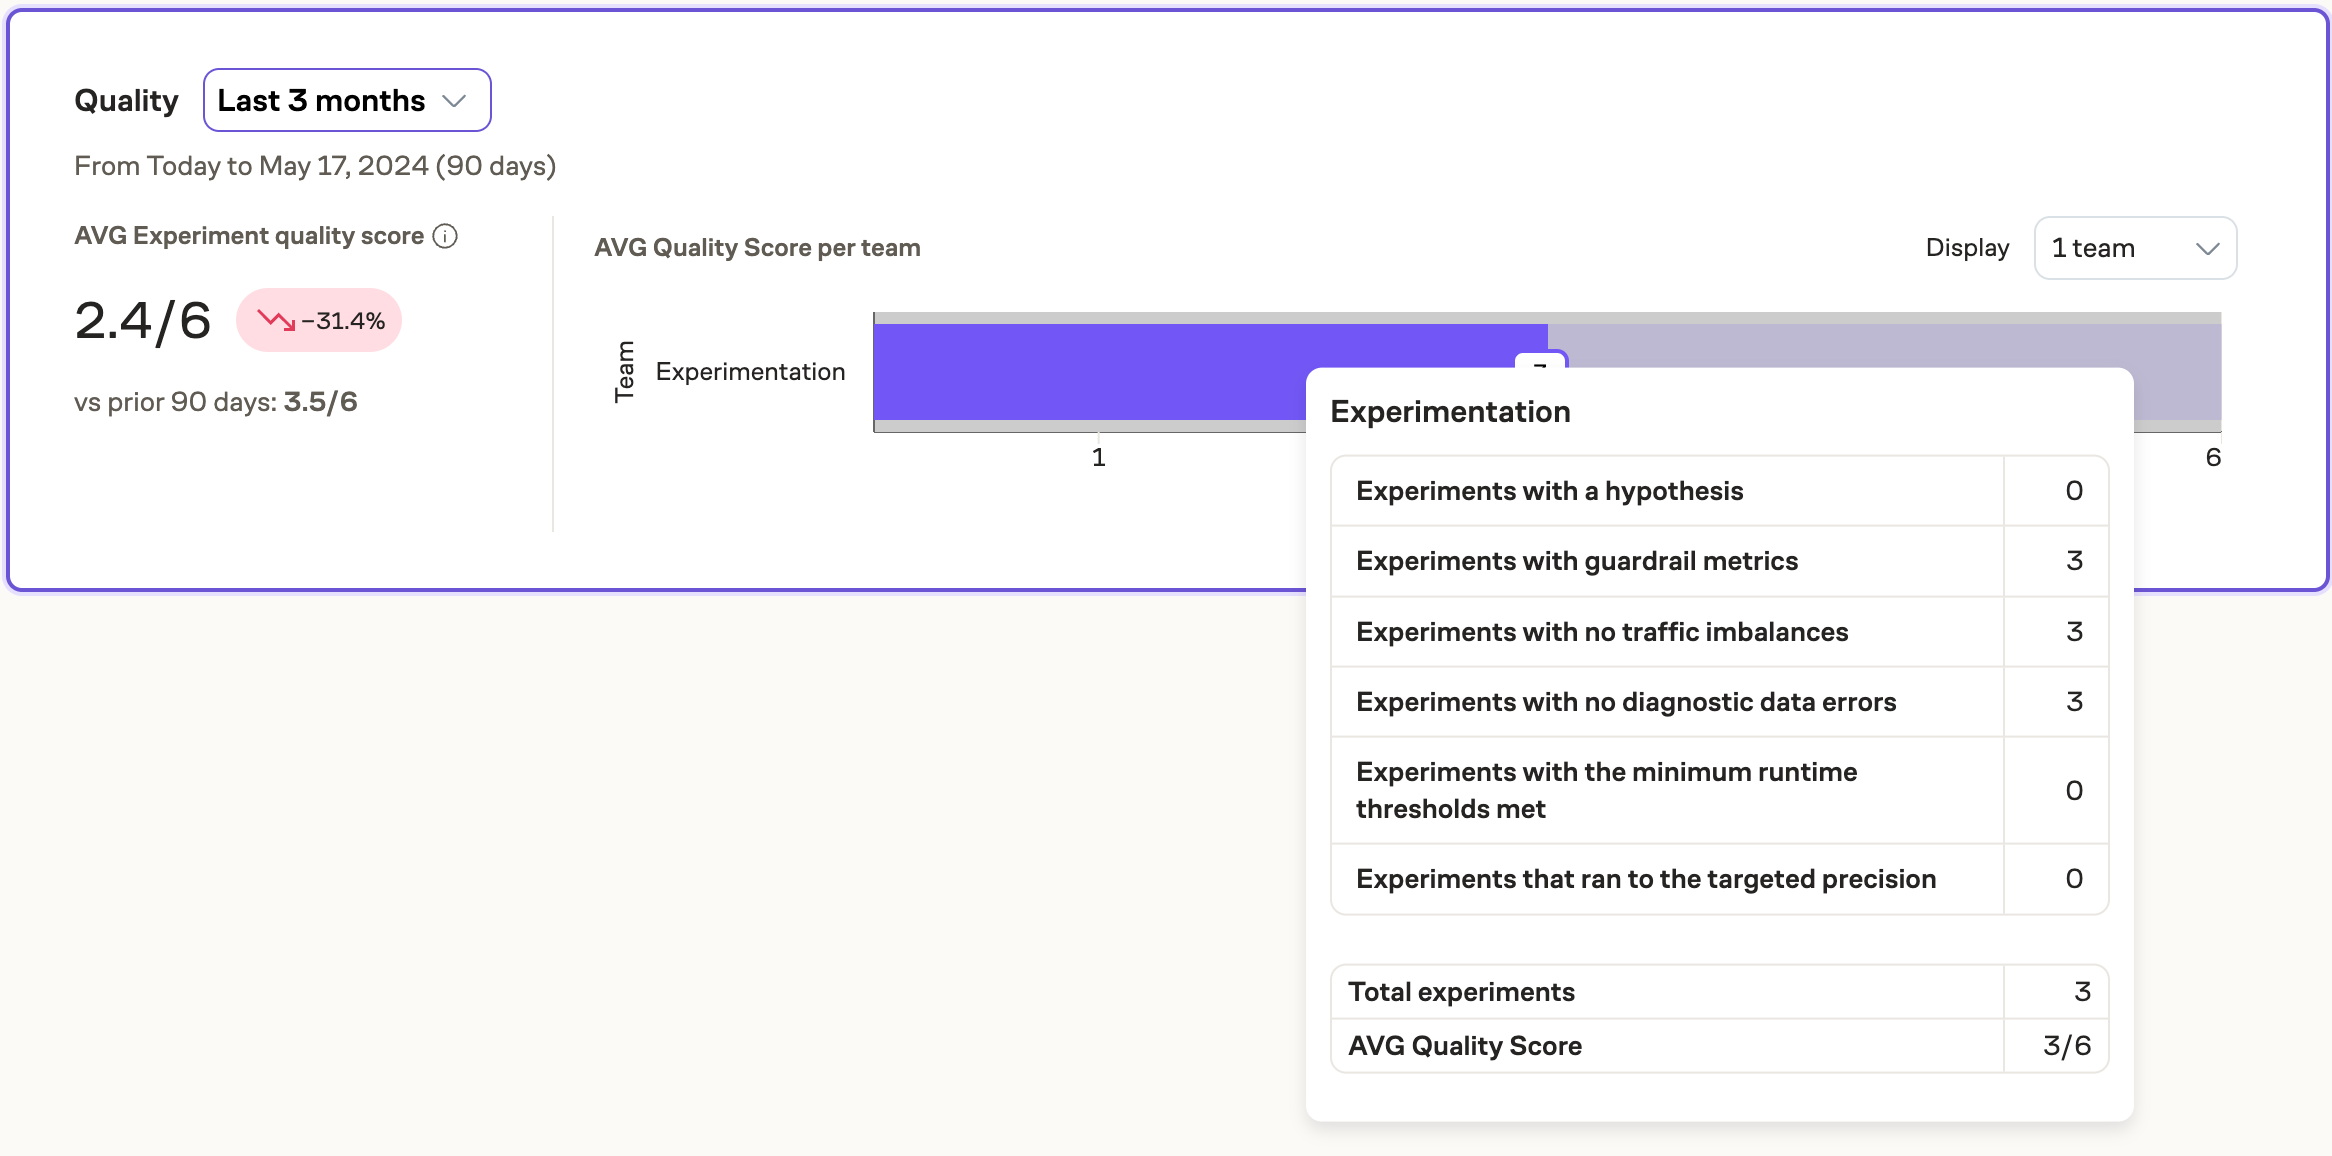 Quality
Last 3 months
From Today to May 17, 2024 (90 days)
AVG Experiment quality score
2.4/6
–31.4%
vs prior 90 days: 3.5/6
AVG Quality Score per team
Display
1 team
Team
Experimentation
1
6
Experimentation
Experiments with a hypothesis 0
Experiments with guardrail metrics 3
Experiments with no traffic imbalances 3
Experiments with no diagnostic data errors 3
Experiments with the minimum runtime
thresholds met 0
Experiments that ran to the targeted precision 0
Total experiments 3
AVG Quality Score 3/6